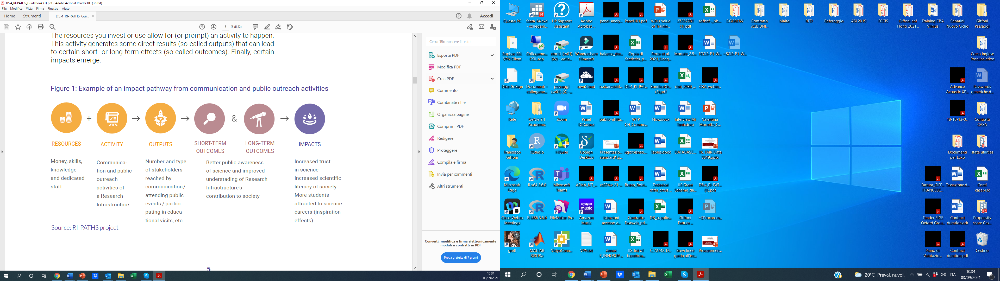 D5.4_RI-PATHS_Guidebook (1).pdf - Adobe Acrobat Reader DC (32-bit)
File Modifica Vista Firma Finestra Aiuto
Home Strumenti D5.4_RI-PATHS_Gui... × Accedi
5 (6 di 32)
The resources you invest or use allow for (or prompt) an activity to happen.
This activity generates some direct results (so-called outputs) that can lead
to certain short- or long-term effects (so-called outcomes). Finally, certain
impacts emerge.
Figure 1: Example of an impact pathway from communication and public outreach activities
+ → → & →
RESOURCES
Money, skills,
knowledge
and dedicated
staff
ACTIVITY
Communica-
tion and public
outreach
activities of
a Research
Infrastructure
OUTPUTS
Number and type
of stakeholders
reached by
communication /
attending public
events / partici-
pating in educa-
tional visits, etc.
SHORT-TERM
OUTCOMES
LONG-TERM
OUTCOMES
Better public awareness
of science and improved
understading of Research
Infrastructure's
contribution to society
IMPACTS
Increased trust
in science
Increased scientific
literacy of society
More students
attracted to science
careers (inspiration
effects)
Source: RI-PATHS project
5
Cerca 'Riconoscere il testo'
Esporta PDF
Modifica PDF
Crea PDF
Commento
Combinate i file
Organizza pagine
Comprimi PDF
Redigere
Proteggere
Compila e firma
Invia per commenti
Altri strumenti
Converti, modifica e firma elettronicamente
moduli e contratti in PDF
Prova gratuita di 7 giorni
10:34
03/09/2021
Questo PC
Stata-64.exe
- collegam...
HP Support
Assistant
Adobe
Acrobat ...
panel-analy...
Panel101.pdf
V(01) Value
of Trainin...
37257281
(1).pdf
sdfbnf-._bb....
DGGROW
Contratto
ACB UNI...
Malta
RTD
Referaggio
ASI 2019
FCCIS
Giffoni anf
Florio 2021...
Training CBA
Vilnius
Sabatini
Nuovo Ciclio
Giffoni
Passaggi
Sophos SSL
VPN Client
Collegame...
CSIL.rdp
storici (sv01)
(W) - colle...
Wondershare
Filmora9
balance_she...
Copia di
Statistics_p...
Prota et al.
2021_Uneq...
Module_2.5...
FCCIS-P1-W...
~$CIS-P1-W...
Corso Inglese
Pronunciation
Dike GoSign
Documenti -
collegame...
passaggi
(sv01) (X) -...
ownCloud
sustainabilit...
D5.4_RI-PAT...
BonificoOr...
(3).pdf
dati_2930_...
CBA_webin...
Advance
Acoustic XP...
Passwords
generiche.d...
Rete
GeNIe 2.1
Academic
Zoom
Panel
DID.docx
public-attitu...
WTP
CH_Comme...
Now.docx
Interview Mr
Tanti.docx
Valentina
Morretta_C...
18-10-13-0...
Contratti
CASA
Francesco
Giffoni
RStudio
HiSuite
GoSign
Desktop
Presentazio...
standard1.p...
ugorbisneo....
Tables.docx
DATABASE....
16. FAIR Data
SS19.pptx
Documenti
per Luxò
stata utilities
Microsoft
Edge
R x64 3.6.0
Microsoft
Teams
AFMA_MT_...
cs224w-21-...
Bruno_Robi...
Technical
offer_cross ...
IIS Grant
Scheme_da...
D5.4_RI-PAT...
(1).pdf
Fattura_GIFF...
FRANCESC...
Tassazione.d...
Conti
casa.xlsx
Cisco Webex
Meetings
R i386 3.6.0
FileMaker Pro
Amazon
Music
Istruzioni
accesso a...
Contratto
Fastweb_pd...
DB_supplie...
Giffoni
Fattura ...
~$Procurem...
Tender EIGE
Oxford Grou...
Contract
duration.odt
Propensity
score Cas...
greti
MATLAB
R2019a
VidyoConn...
VPN.txt
Annex
E_INNOSUP ...
IIS_list of
beneficia...
C_72742_D...
Brevi linee
guida all'isc...
Procuremen...
Piano di
Valutazio...
Contract
duration.pdf
Cestino
20°C Preval. nuvol. ITA
10:34
03/09/2021